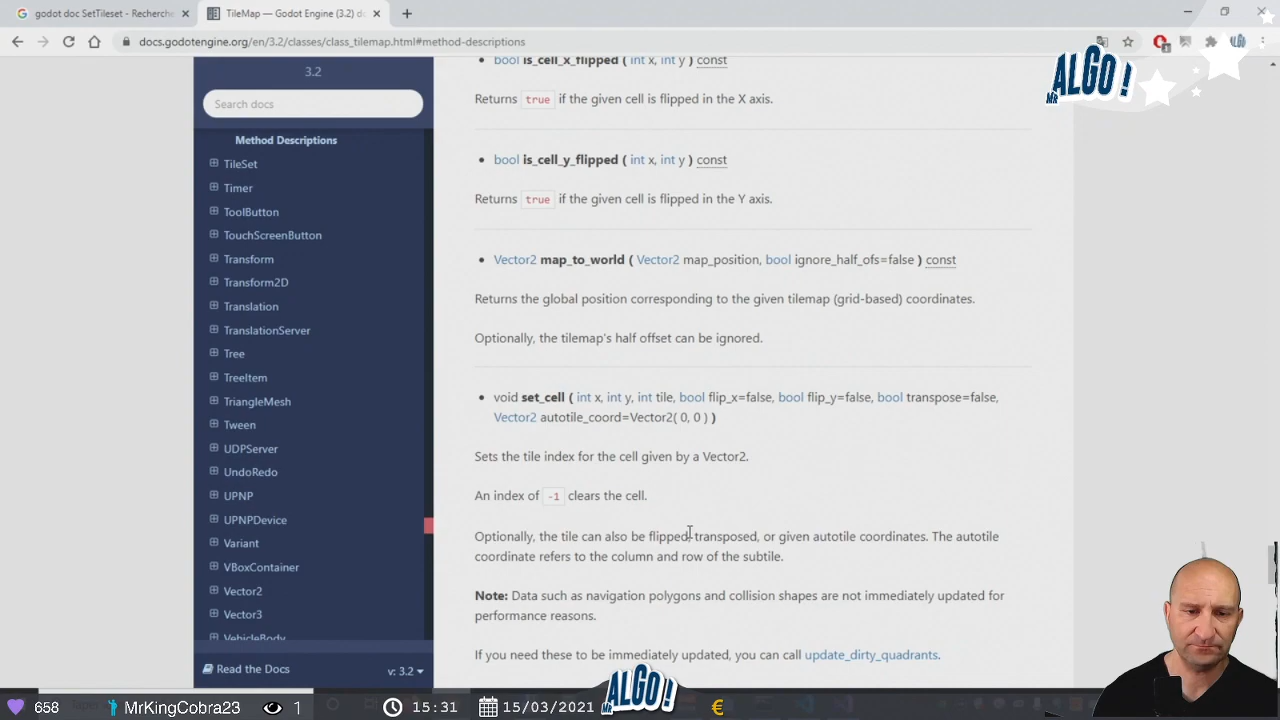 godot doc SetTileset - Recherche
TileMap — Godot Engine (3.2) d
docs.godotengine.org/en/3.2/classes/class_tilemap.html#method-descriptions
3.2
Search docs
Method Descriptions
TileSet
Timer
ToolButton
TouchScreenButton
Transform
Transform2D
Translation
TranslationServer
Tree
TreeItem
TriangleMesh
Tween
UDPServer
UndoRedo
UPNP
UPNPDevice
Variant
VBoxContainer
Vector2
Vector3
VehicleBody
Read the Docs
v: 3.2
bool is_cell_x_flipped ( int x, int y ) const
Returns true if the given cell is flipped in the X axis.
bool is_cell_y_flipped ( int x, int y ) const
Returns true if the given cell is flipped in the Y axis.
Vector2 map_to_world ( Vector2 map_position, bool ignore_half_ofs=false ) const
Returns the global position corresponding to the given tilemap (grid-based) coordinates.
Optionally, the tilemap's half offset can be ignored.
void set_cell ( int x, int y, int tile, bool flip_x=false, bool flip_y=false, bool transpose=false,
Vector2 autotile_coord=Vector2( 0, 0 ) )
Sets the tile index for the cell given by a Vector2.
An index of -1 clears the cell.
Optionally, the tile can also be flipped, transposed, or given autotile coordinates. The autotile
coordinate refers to the column and row of the subtile.
Note: Data such as navigation polygons and collision shapes are not immediately updated for
performance reasons.
If you need these to be immediately updated, you can call update_dirty_quadrants.
MR ALGO !
MR ALGO !
658
MrKingCobra23
1
15:31
15/03/2021
€